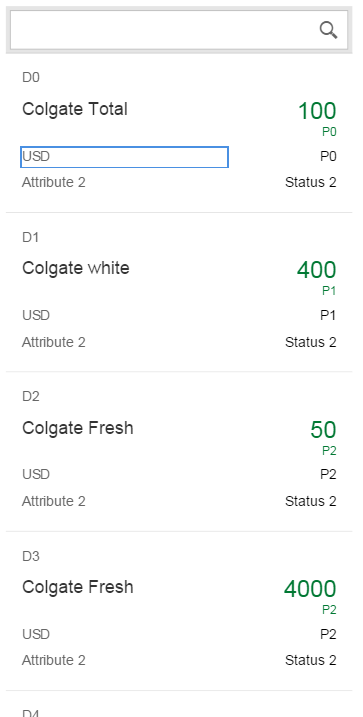 D0
Colgate Total 100
P0
USD P0
Attribute 2 Status 2
D1
Colgate white 400
P1
USD P1
Attribute 2 Status 2
D2
Colgate Fresh 50
P2
USD P2
Attribute 2 Status 2
D3
Colgate Fresh 4000
P2
USD P2
Attribute 2 Status 2
D4